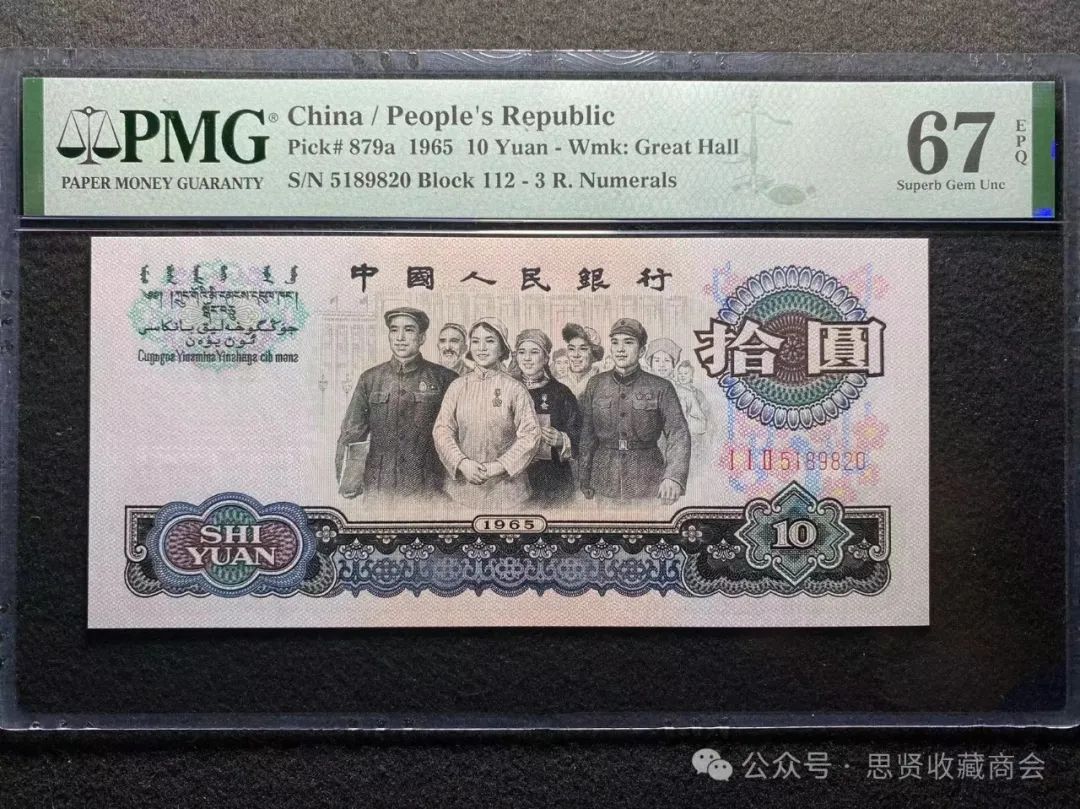 PMG®
PAPER MONEY GUARANTY
China / People's Republic
Pick# 879a 1965 10 Yuan - Wmk: Great Hall
S/N 5189820 Block 112 - 3 R. Numerals
67
EPQ
Superb Gem Unc
中國人民銀行
拾圓
I I II 5189820
1965
SHI
YUAN
10
公众号 · 思贤收藏商会